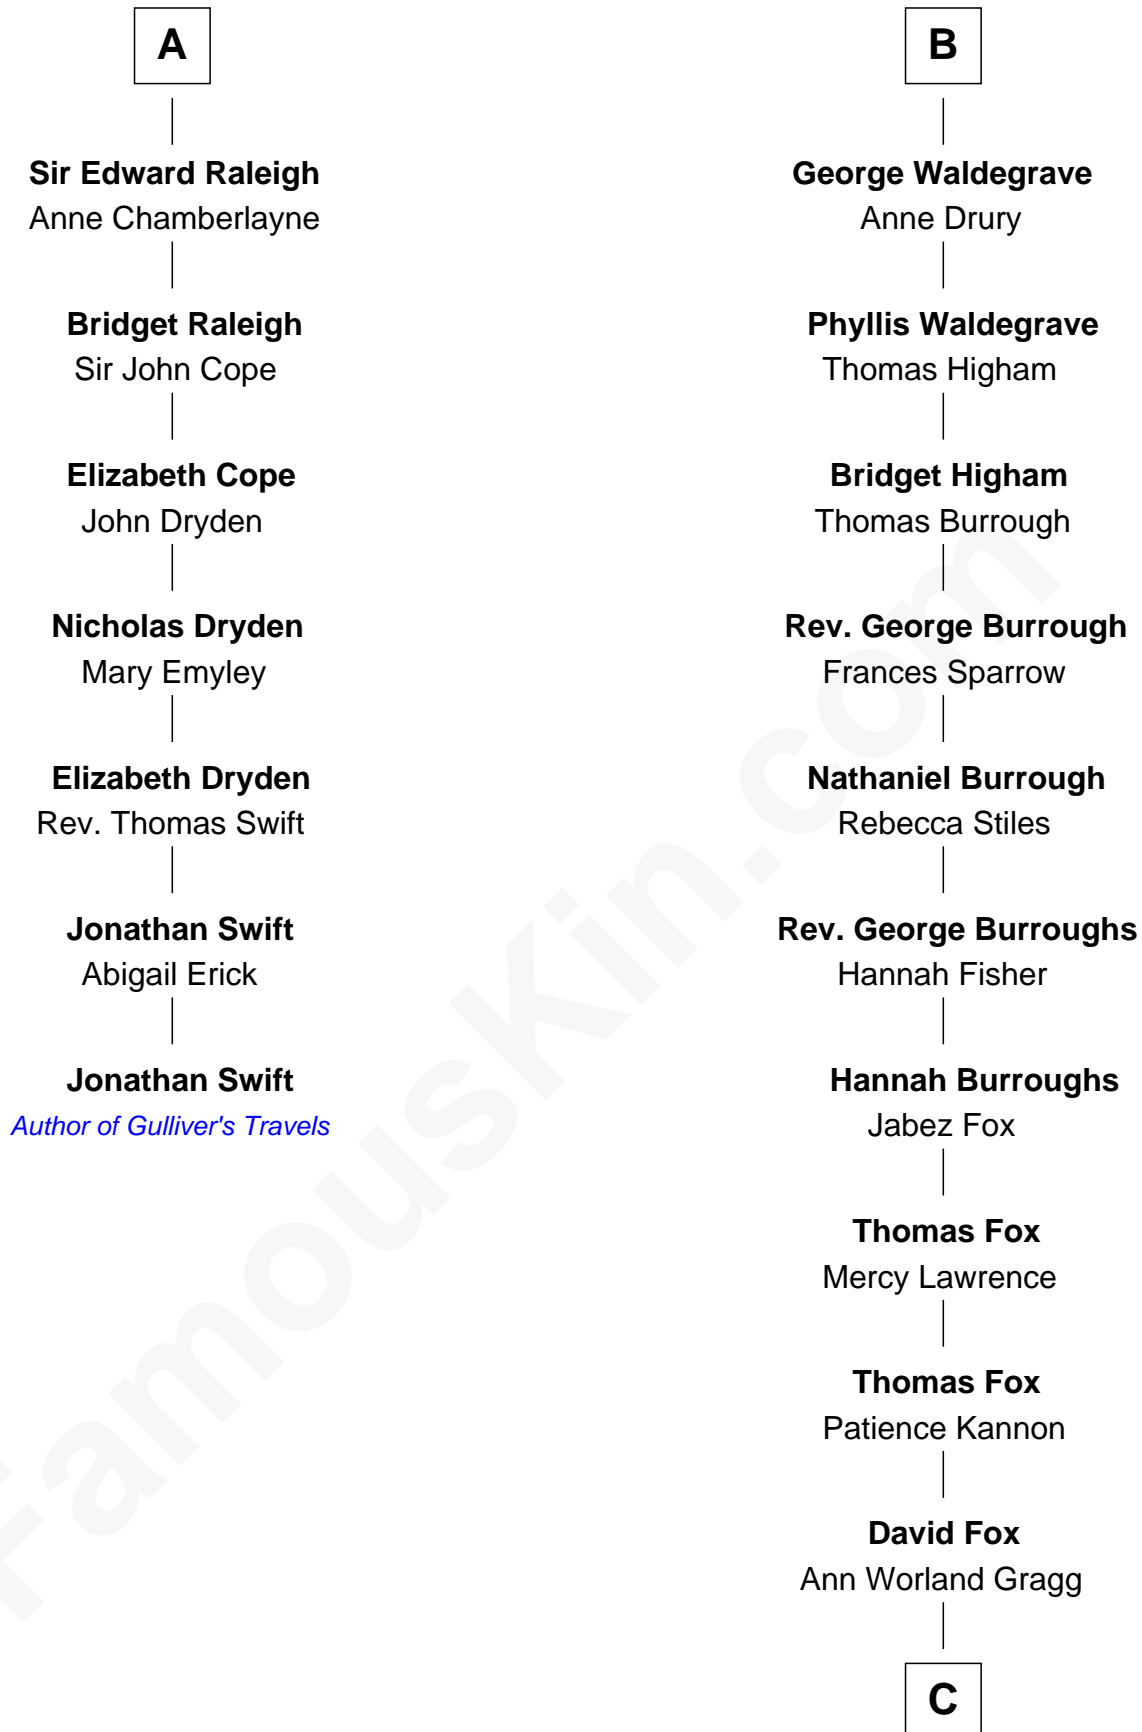 A
Sir Edward Raleigh
Anne Chamberlayne
Bridget Raleigh
Sir John Cope
Elizabeth Cope
John Dryden
Nicholas Dryden
Mary Emyley
Elizabeth Dryden
Rev. Thomas Swift
Jonathan Swift
Abigail Erick
Jonathan Swift
Author of Gulliver's Travels
B
George Waldegrave
Anne Drury
Phyllis Waldegrave
Thomas Higham
Bridget Higham
Thomas Burrough
Rev. George Burrough
Frances Sparrow
Nathaniel Burrough
Rebecca Stiles
Rev. George Burroughs
Hannah Fisher
Hannah Burroughs
Jabez Fox
Thomas Fox
Mercy Lawrence
Thomas Fox
Patience Kannon
David Fox
Ann Worland Gragg
C
FamousKin.com